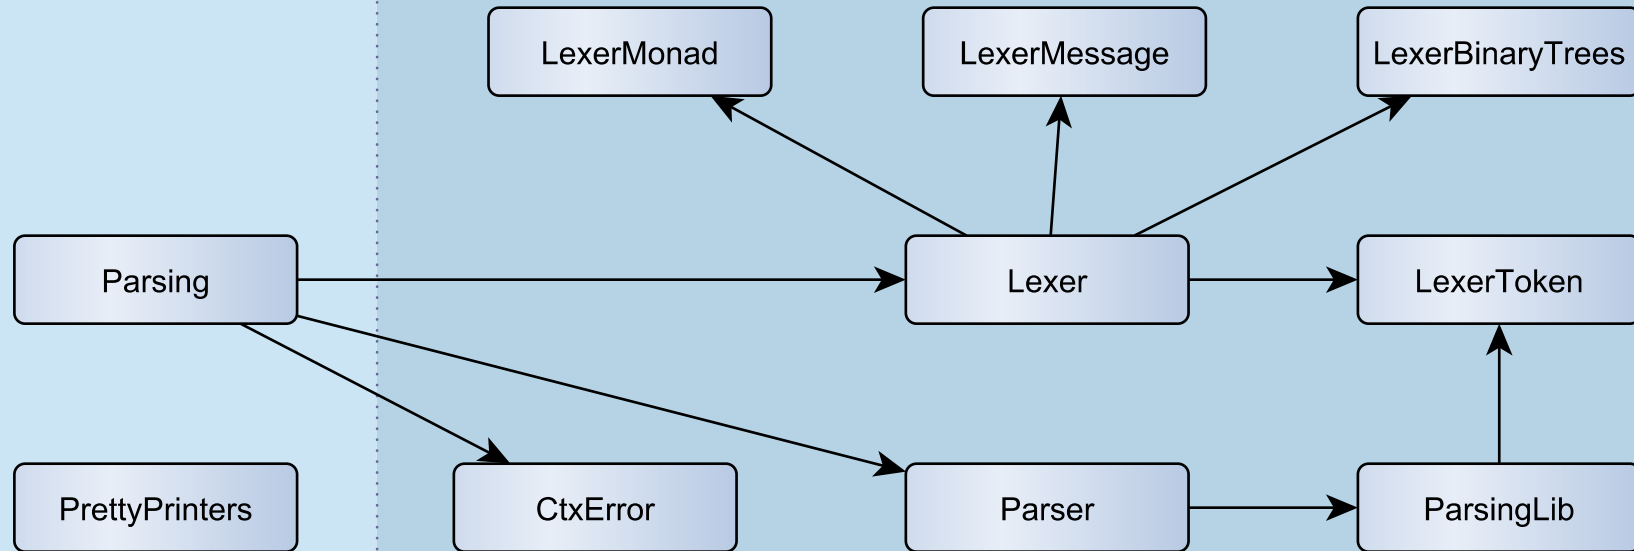 LexerMonad
LexerMessage
LexerBinaryTrees
Parsing
Lexer
LexerToken
PrettyPrinters
CtxError
Parser
ParsingLib